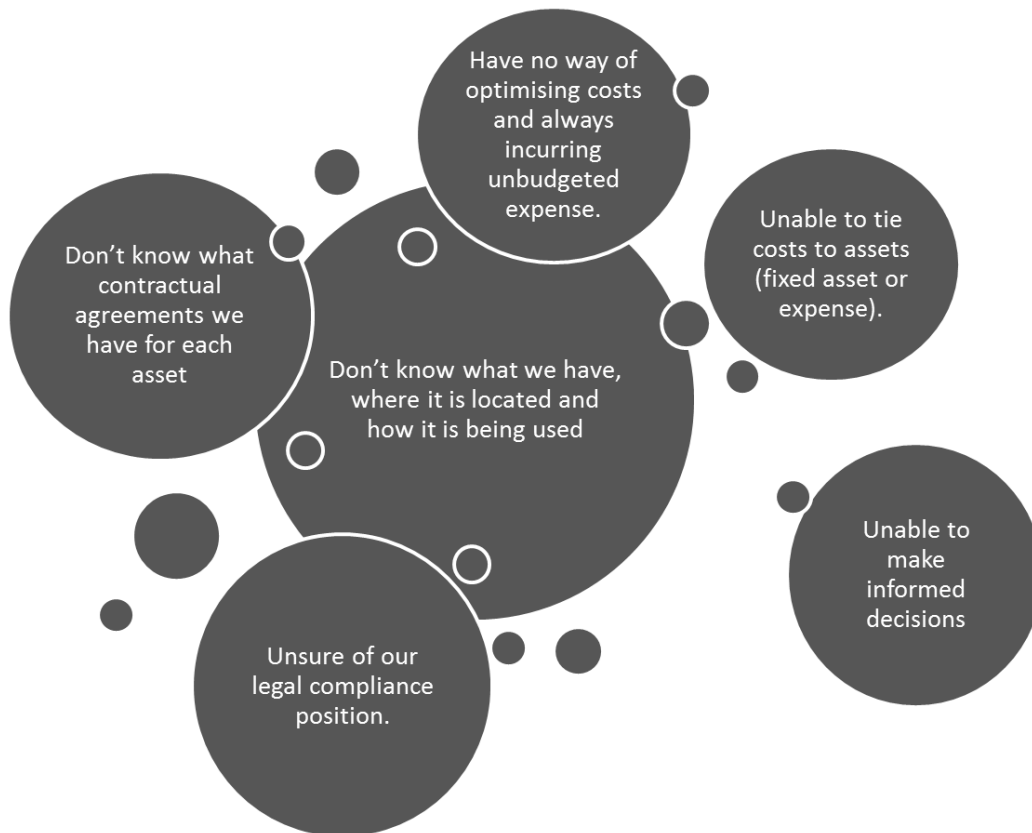 Have no way of
optimising costs
and always
incurring
unbudgeted
expense.
Unable to tie
costs to assets
(fixed asset or
expense).
Don’t know what
contractual
agreements we
have for each
asset
Don’t know what we have,
where it is located and
how it is being used
Unable to
make
informed
decisions
Unsure of our
legal compliance
position.